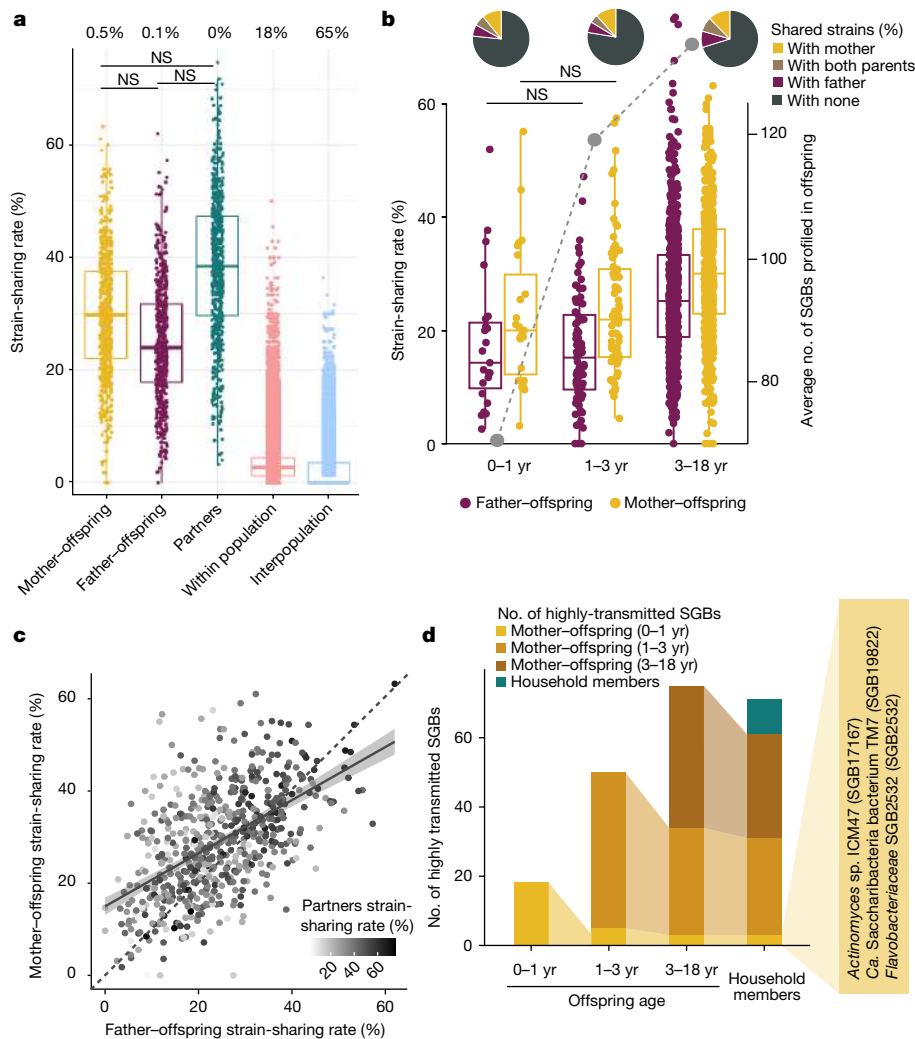 a
0.5% 0.1% 0% 18% 65%
NS
NS NS
Strain-sharing rate (%)
60
40
20
0
Mother–offspring
Father–offspring
Partners
Within population
Interpopulation
b
Shared strains (%)
With mother
With both parents
With father
With none
NS
NS
Strain-sharing rate (%)
60
40
20
0
120
100
80
Average no. of SGBs profiled in offspring
0–1 yr 1–3 yr 3–18 yr
Father–offspring Mother–offspring
c
Mother–offspring strain-sharing rate (%)
60
40
20
0
Partners strain-
sharing rate (%)
20 40 60
0 20 40 60
Father–offspring strain-sharing rate (%)
d
No. of highly-transmitted SGBs
Mother–offspring (0–1 yr)
Mother–offspring (1–3 yr)
Mother–offspring (3–18 yr)
Household members
No. of highly transmitted SGBs
60
40
20
0
0–1 yr 1–3 yr 3–18 yr
Offspring age
Household
members
Actinomyces sp. ICM47 (SGB17167)
Ca. Saccharibacteria bacterium TM7 (SGB19822)
Flavobacteriaceae SGB2532 (SGB2532)